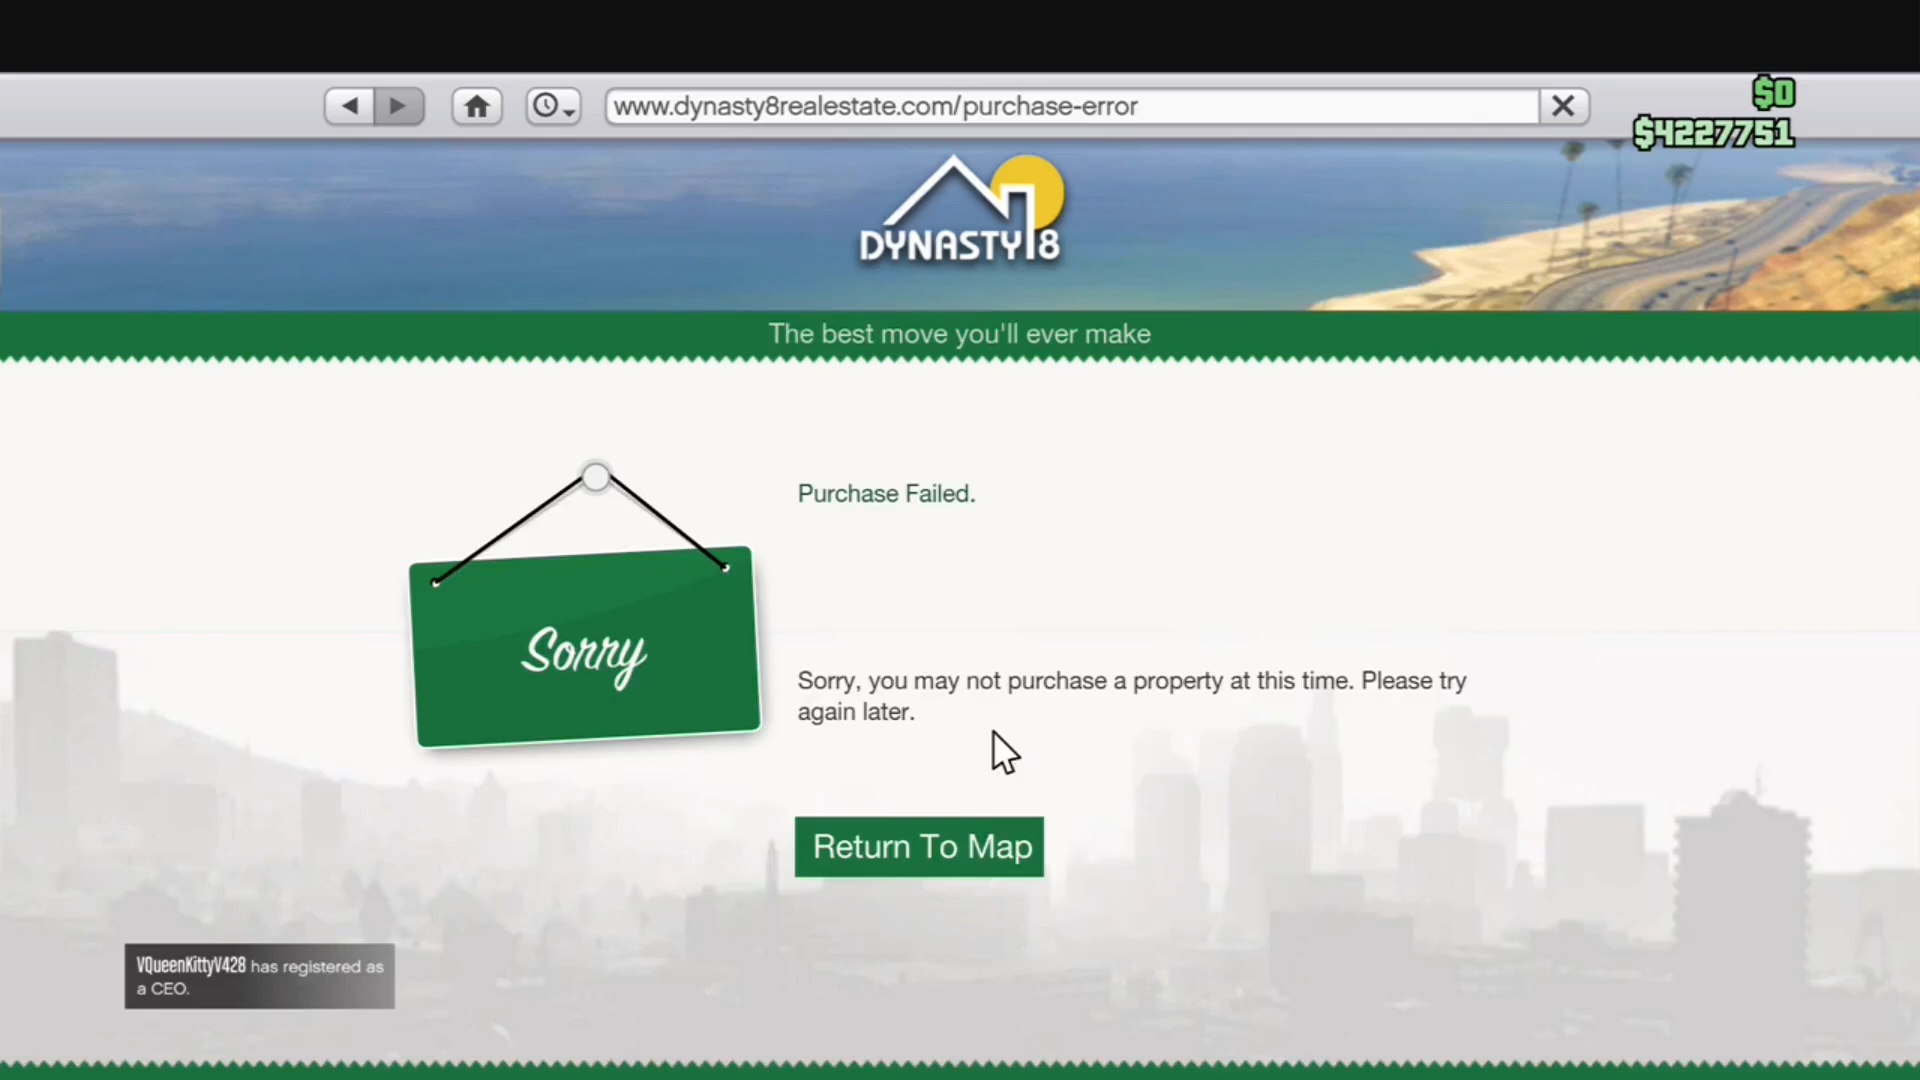 www.dynasty8realestate.com/purchase-error
$0
$4227751
DYNASTY8
The best move you'll ever make
Purchase Failed.
Sorry
Sorry, you may not purchase a property at this time. Please try
again later.
Return To Map
VQueenKittyV428 has registered as
a CEO.